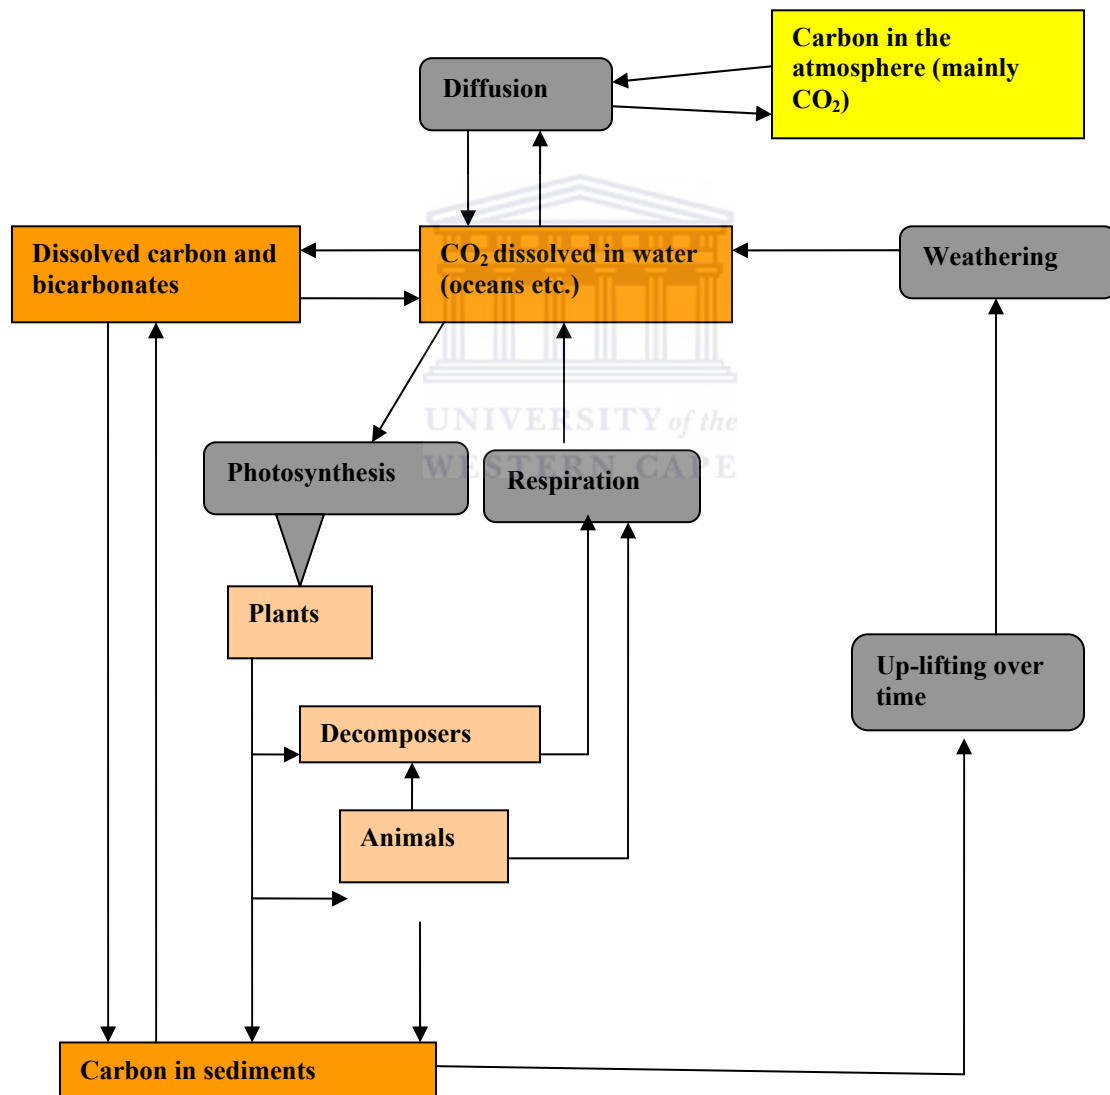 Carbon in the
atmosphere (mainly
CO₂)
Diffusion
Dissolved carbon and
bicarbonates
CO₂ dissolved in water
(oceans etc.)
Weathering
UNIVERSITY of the
WESTERN CAPE
Photosynthesis
Respiration
Plants
Up-lifting over
time
Decomposers
Animals
Carbon in sediments